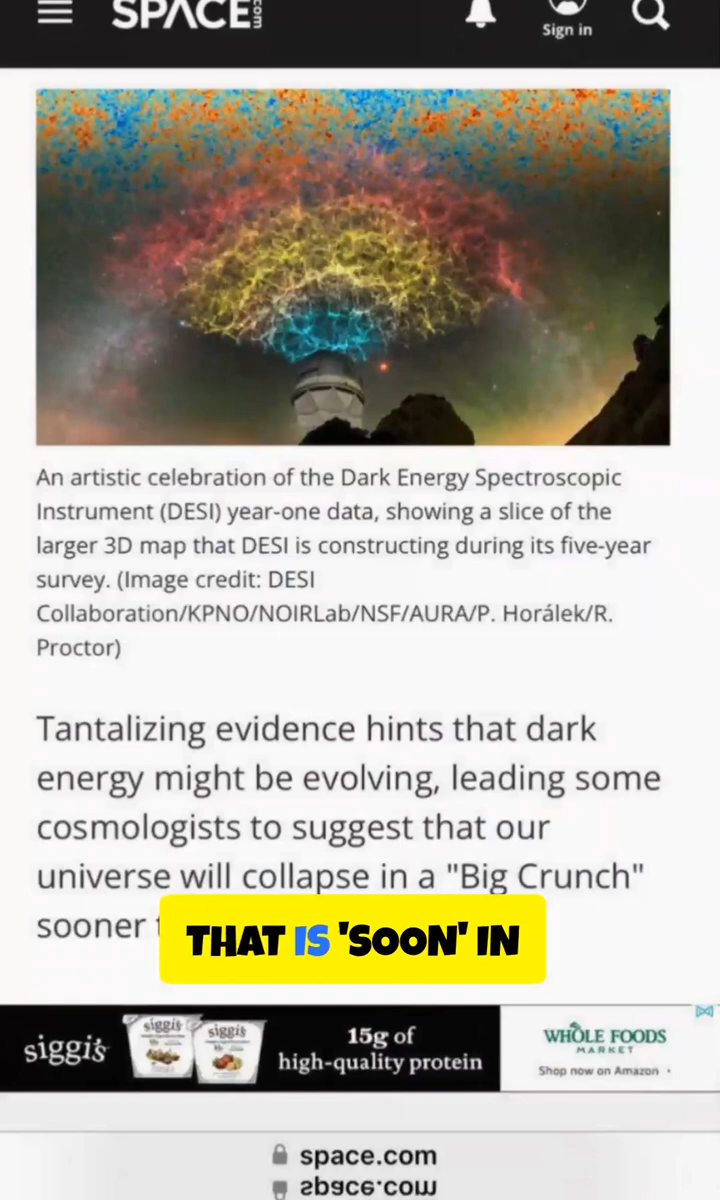 SPACE.com
Sign in
An artistic celebration of the Dark Energy Spectroscopic
Instrument (DESI) year-one data, showing a slice of the
larger 3D map that DESI is constructing during its five-year
survey. (Image credit: DESI
Collaboration/KPNO/NOIRLab/NSF/AURA/P. Horálek/R.
Proctor)
Tantalizing evidence hints that dark
energy might be evolving, leading some
cosmologists to suggest that our
universe will collapse in a "Big Crunch"
sooner
THAT IS 'SOON' IN
siggi's
siggi's
siggi's
15g of
high-quality protein
WHOLE FOODS
MARKET
Shop now on Amazon
space.com
space.com